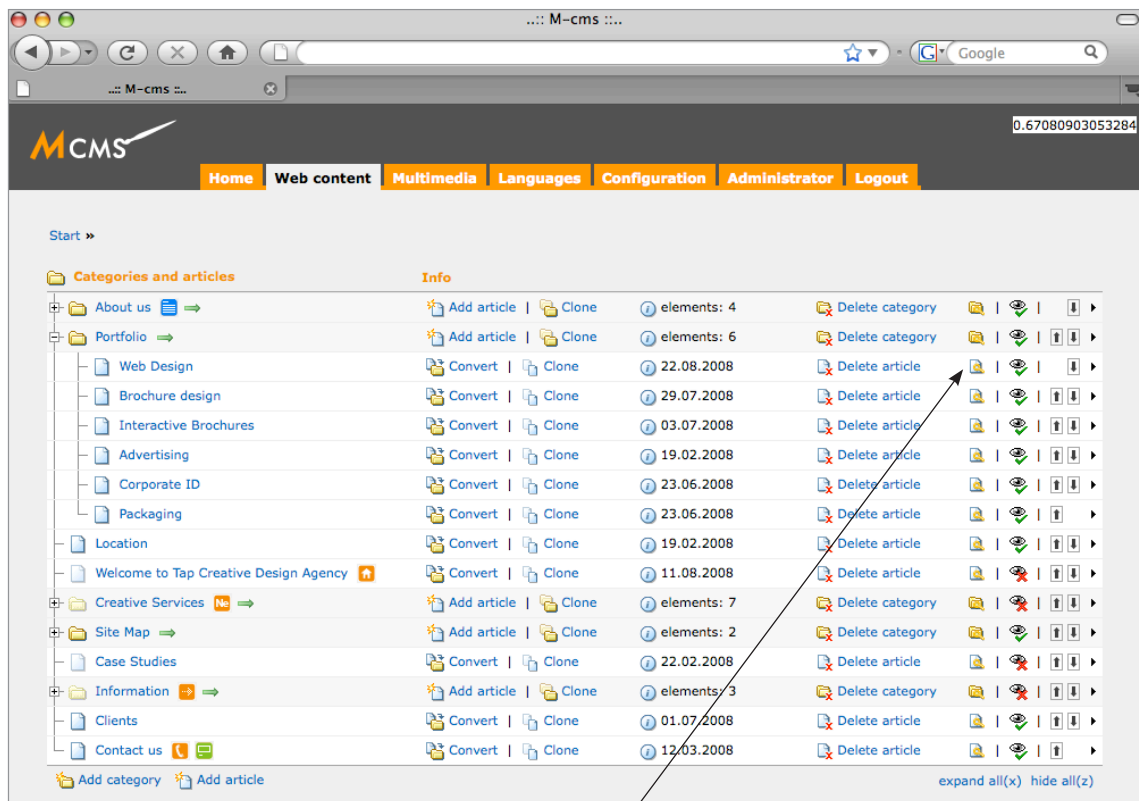 ..:: M-cms ::..
Google
..:: M-cms ::..
0.67080903053284
MCMS
Home Web content Multimedia Languages Configuration Administrator Logout
Start »
Categories and articles Info
About us Add article | Clone elements: 4 Delete category | |
Portfolio Add article | Clone elements: 6 Delete category | |
Web Design Convert | Clone 22.08.2008 Delete article | |
Brochure design Convert | Clone 29.07.2008 Delete article | |
Interactive Brochures Convert | Clone 03.07.2008 Delete article | |
Advertising Convert | Clone 19.02.2008 Delete article | |
Corporate ID Convert | Clone 23.06.2008 Delete article | |
Packaging Convert | Clone 23.06.2008 Delete article | |
Location Convert | Clone 19.02.2008 Delete article | |
Welcome to Tap Creative Design Agency Convert | Clone 11.08.2008 Delete article | |
Creative Services Ne Add article | Clone elements: 7 Delete category | |
Site Map Add article | Clone elements: 2 Delete category | |
Case Studies Convert | Clone 22.02.2008 Delete article | |
Information Add article | Clone elements: 3 Delete category | |
Clients Convert | Clone 01.07.2008 Delete article | |
Contact us Convert | Clone 12.03.2008 Delete article | |
Add category Add article expand all(x) hide all(z)